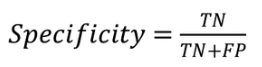 Specificity = TN / TN+FP